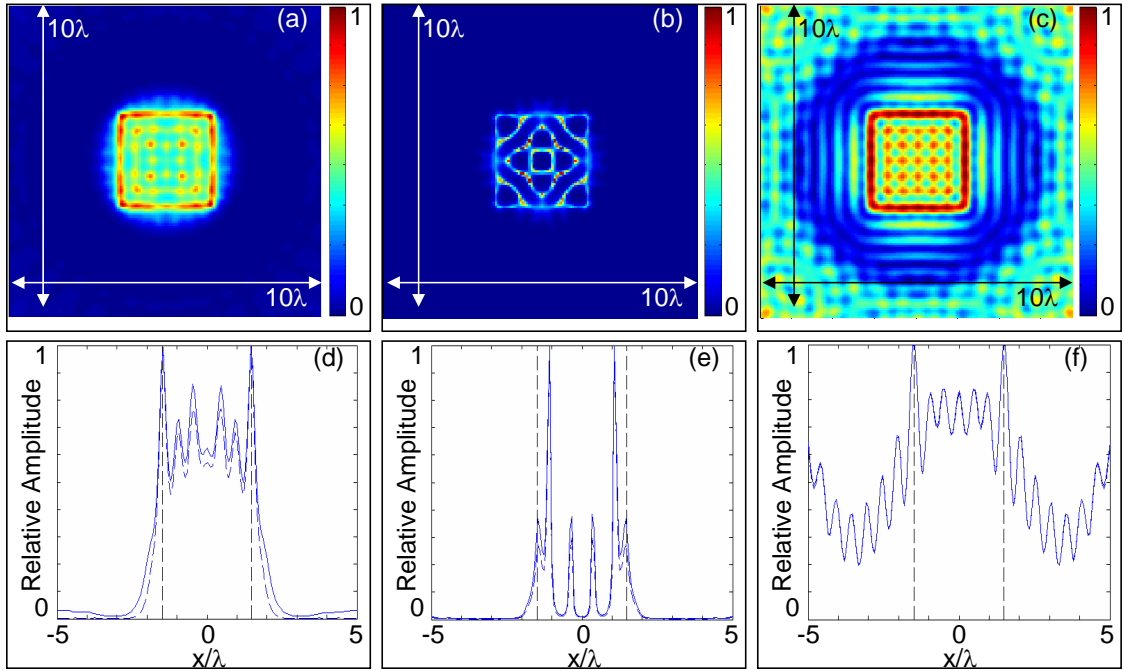 (a)
1
10λ
10λ
0
(b)
1
10λ
10λ
0
(c)
1
10λ
10λ
0
(d)
1
Relative Amplitude
0
-5 0 5
x/λ
(e)
1
Relative Amplitude
0
-5 0 5
x/λ
(f)
1
Relative Amplitude
0
-5 0 5
x/λ